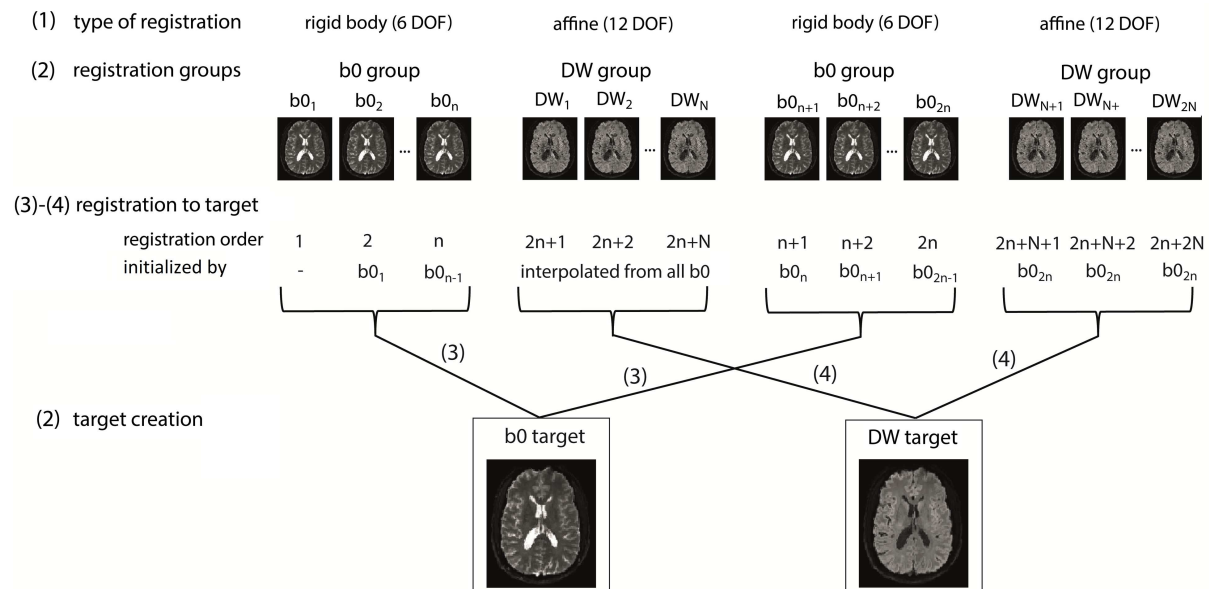 (1) type of registration rigid body (6 DOF) affine (12 DOF) rigid body (6 DOF) affine (12 DOF)
(2) registration groups b0 group DW group b0 group DW group
b0₁ b0₂ b0ₙ DW₁ DW₂ DW_N b0ₙ₊₁ b0ₙ₊₂ b0₂ₙ DW_N+1 DW_N+ DW_2N
... ... ... ...
(3)-(4) registration to target
registration order 1 2 n 2n+1 2n+2 2n+N n+1 n+2 2n 2n+N+1 2n+N+2 2n+2N
initialized by - b0₁ b0ₙ₋₁ interpolated from all b0 b0ₙ b0ₙ₊₁ b0₂ₙ₋₁ b0₂ₙ b0₂ₙ b0₂ₙ
(3) (3) (4) (4)
(2) target creation
b0 target DW target